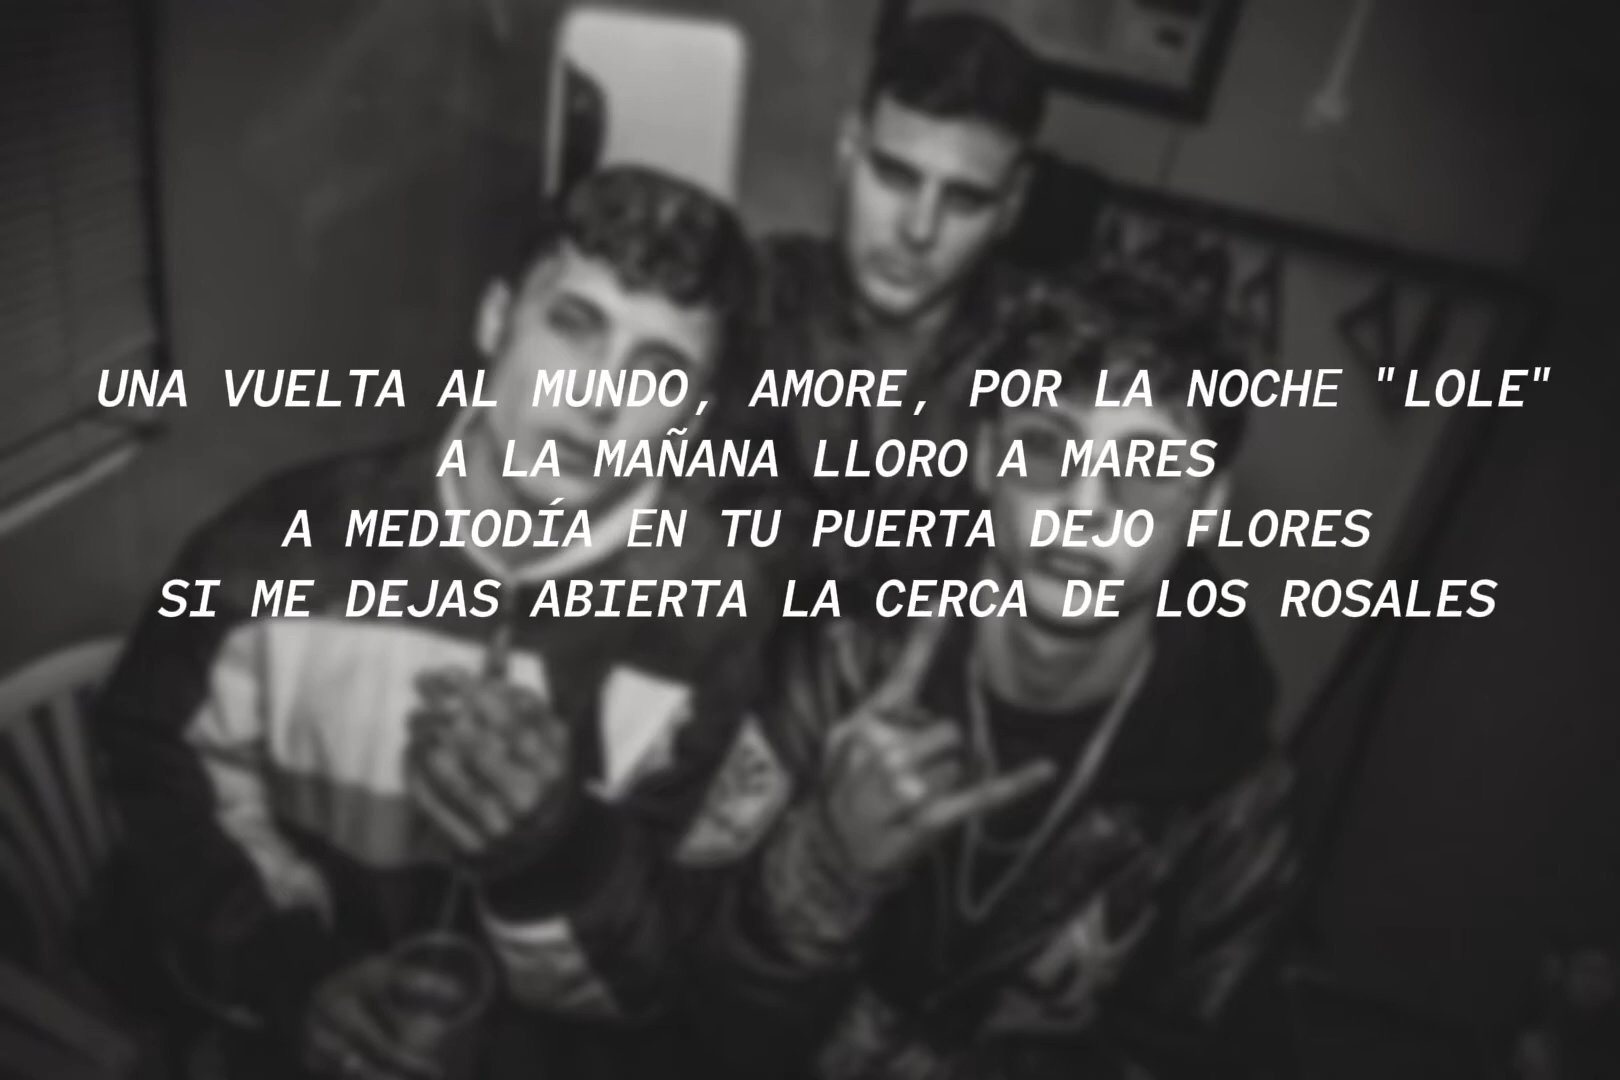 UNA VUELTA AL MUNDO, AMORE, POR LA NOCHE "LOLE"
A LA MAÑANA LLORO A MARES
A MEDIODÍA EN TU PUERTA DEJO FLORES
SI ME DEJAS ABIERTA LA CERCA DE LOS ROSALES